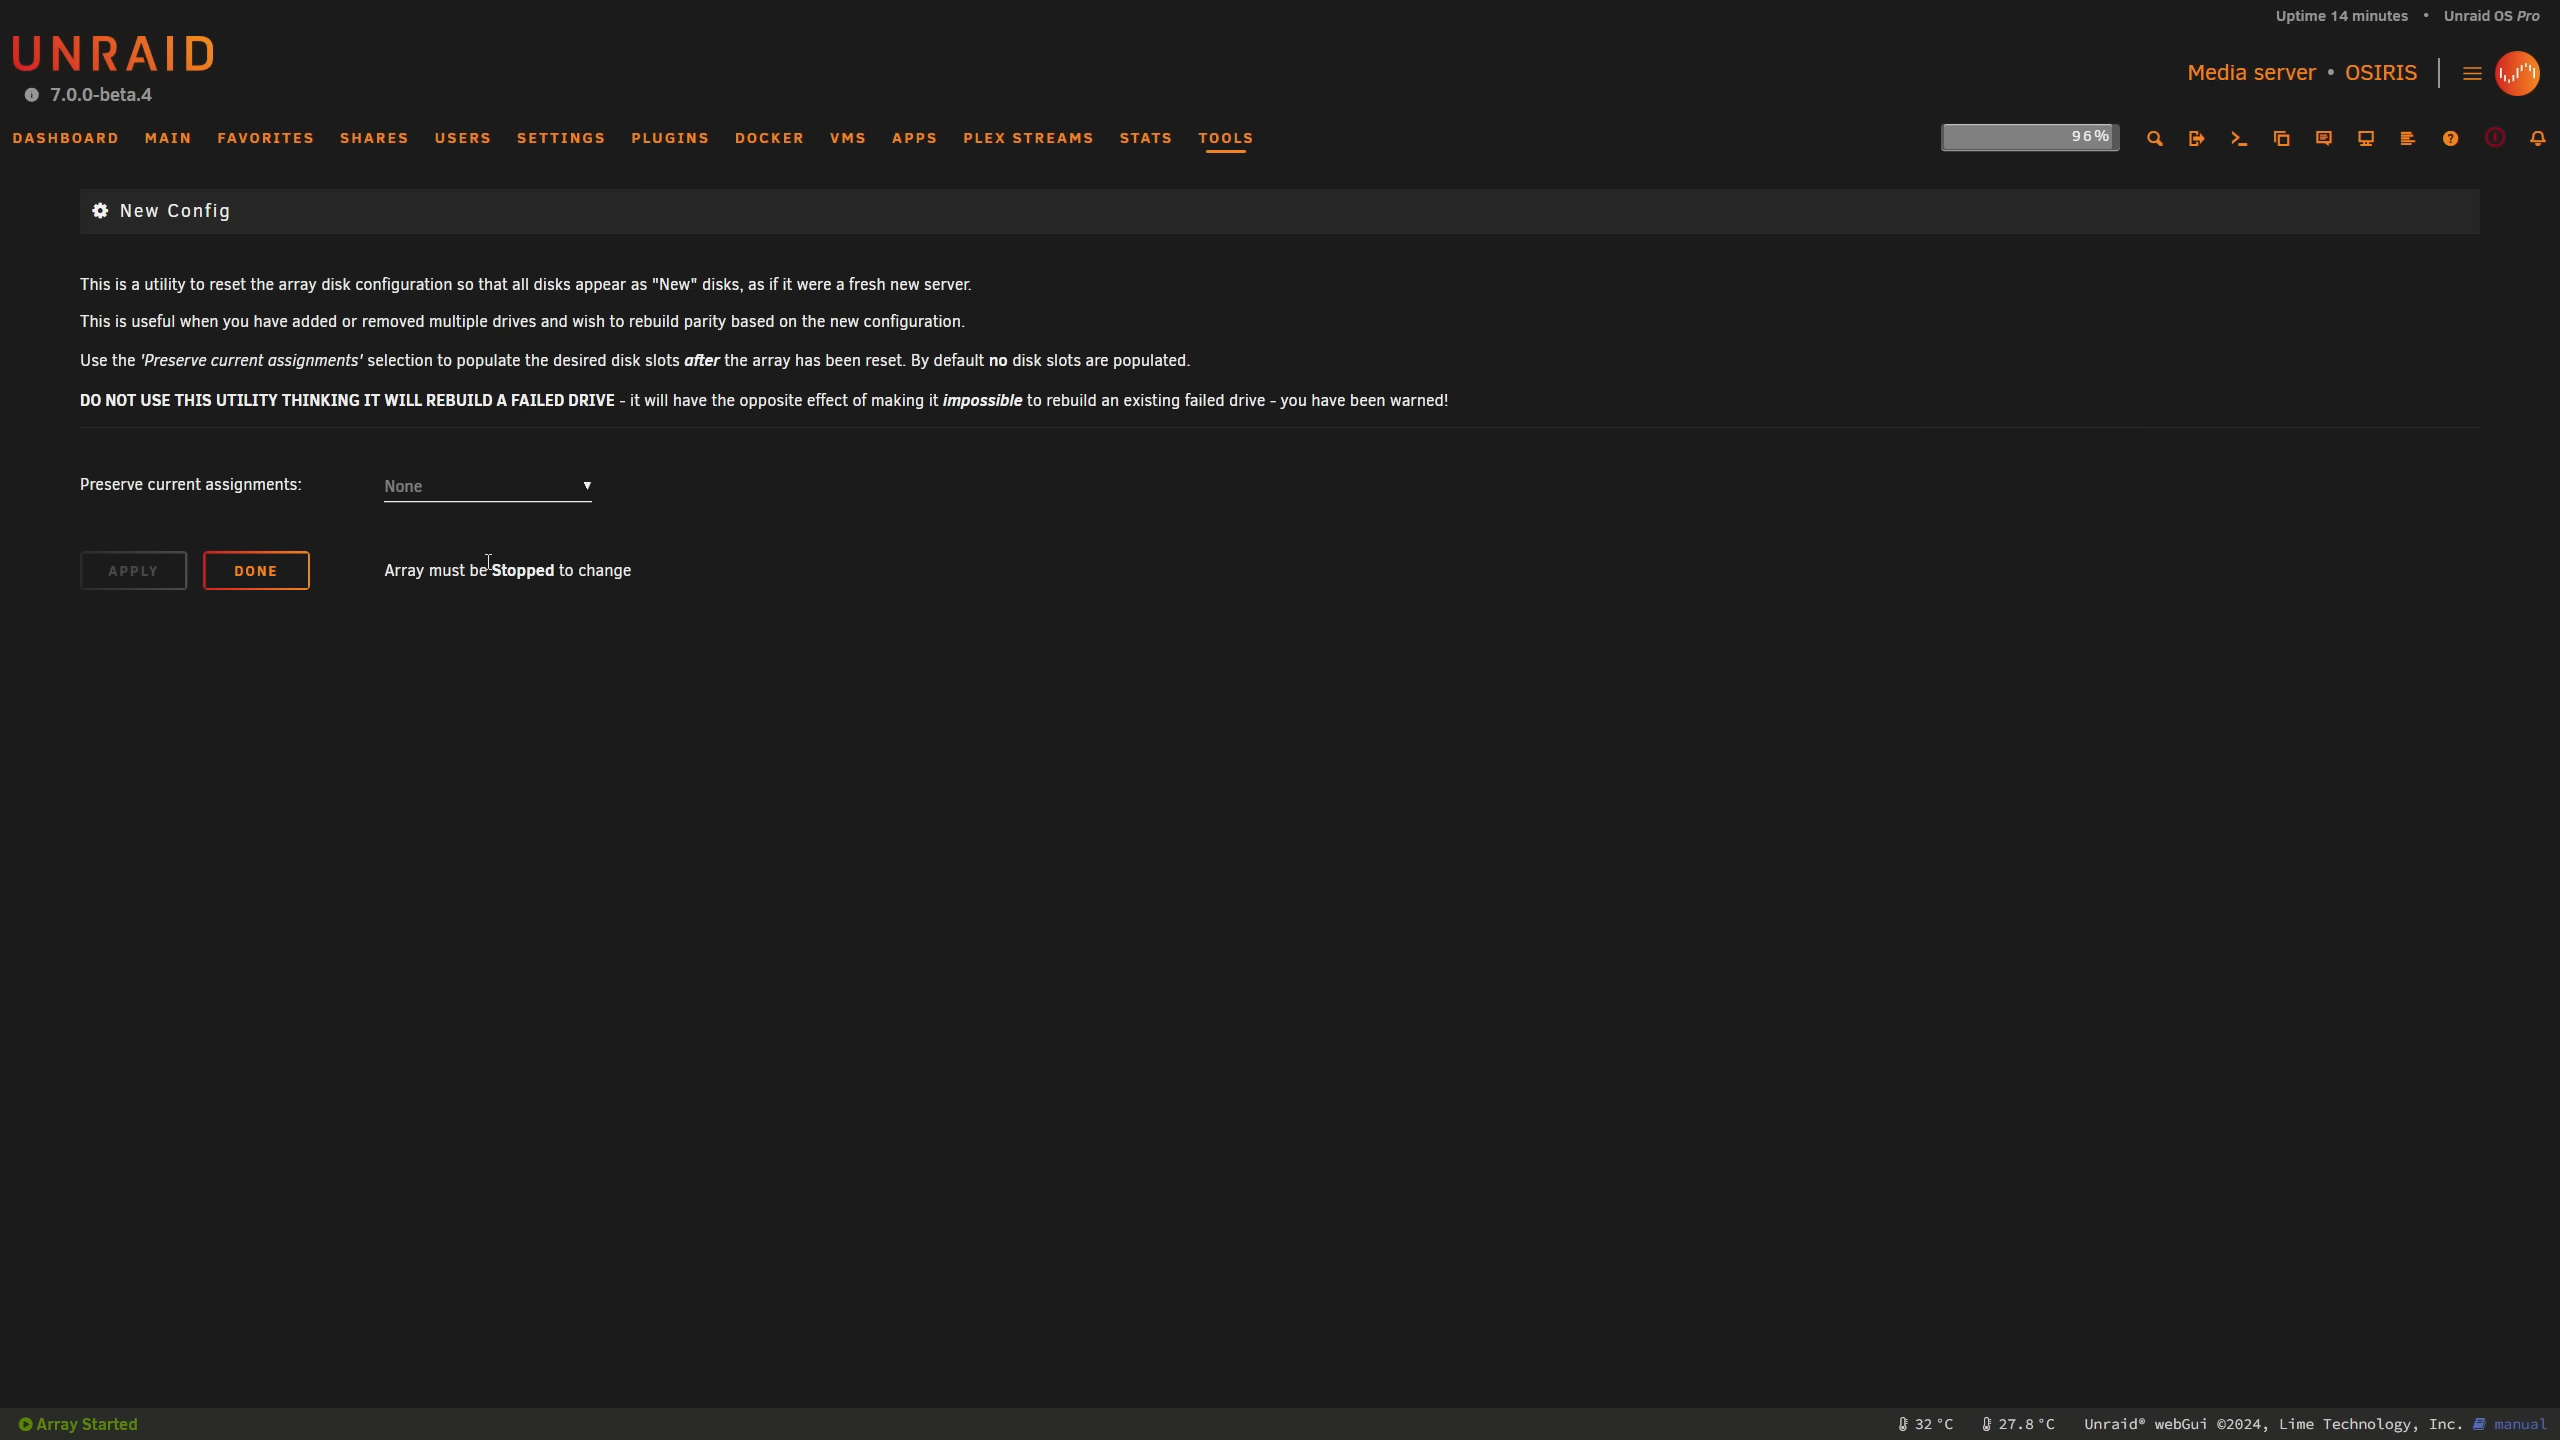 Uptime 14 minutes • Unraid OS Pro
UNRAID
7.0.0-beta.4
Media server • OSIRIS
DASHBOARD MAIN FAVORITES SHARES USERS SETTINGS PLUGINS DOCKER VMS APPS PLEX STREAMS STATS TOOLS
96%
New Config
This is a utility to reset the array disk configuration so that all disks appear as "New" disks, as if it were a fresh new server.
This is useful when you have added or removed multiple drives and wish to rebuild parity based on the new configuration.
Use the 'Preserve current assignments' selection to populate the desired disk slots after the array has been reset. By default no disk slots are populated.
DO NOT USE THIS UTILITY THINKING IT WILL REBUILD A FAILED DRIVE - it will have the opposite effect of making it impossible to rebuild an existing failed drive - you have been warned!
Preserve current assignments: None
APPLY DONE Array must be Stopped to change
Array Started
32 °C 27.8 °C Unraid® webGui ©2024, Lime Technology, Inc. manual